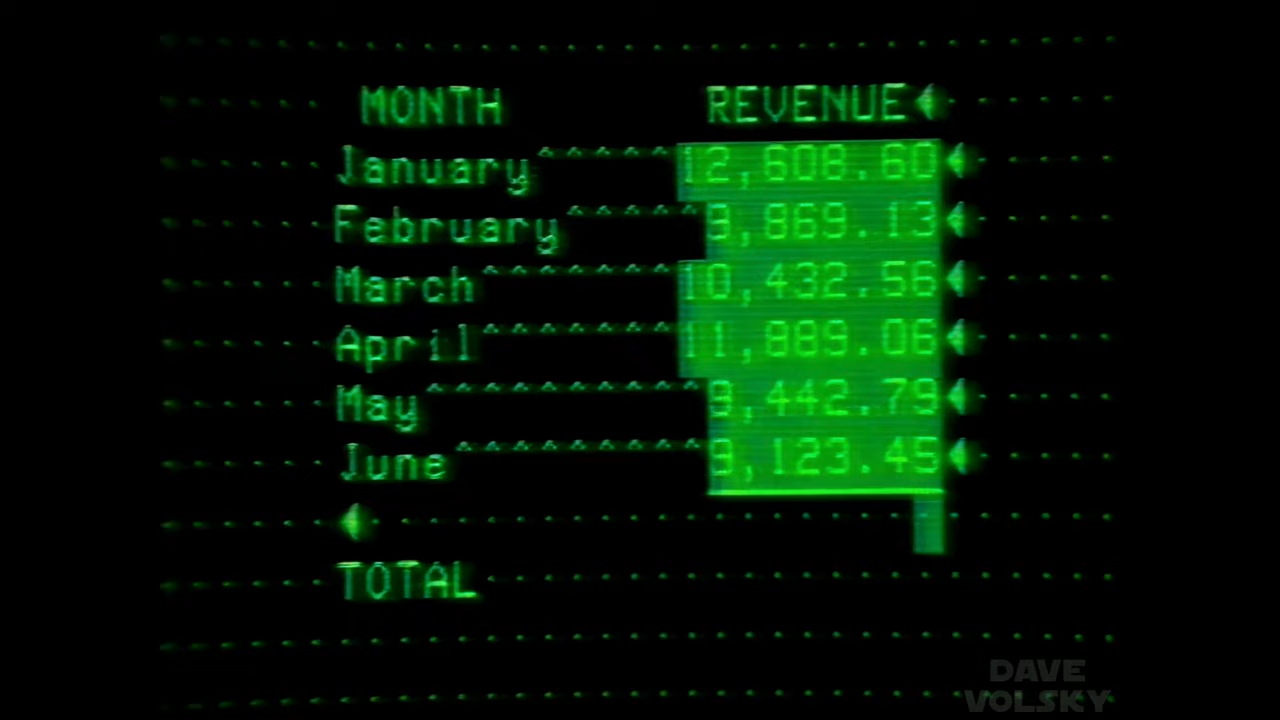 MONTH REVENUE
January 12,608.60
February 9,869.13
March 10,432.56
April 11,889.06
May 9,442.79
June 9,123.45
TOTAL
DAVE
VOLSKY